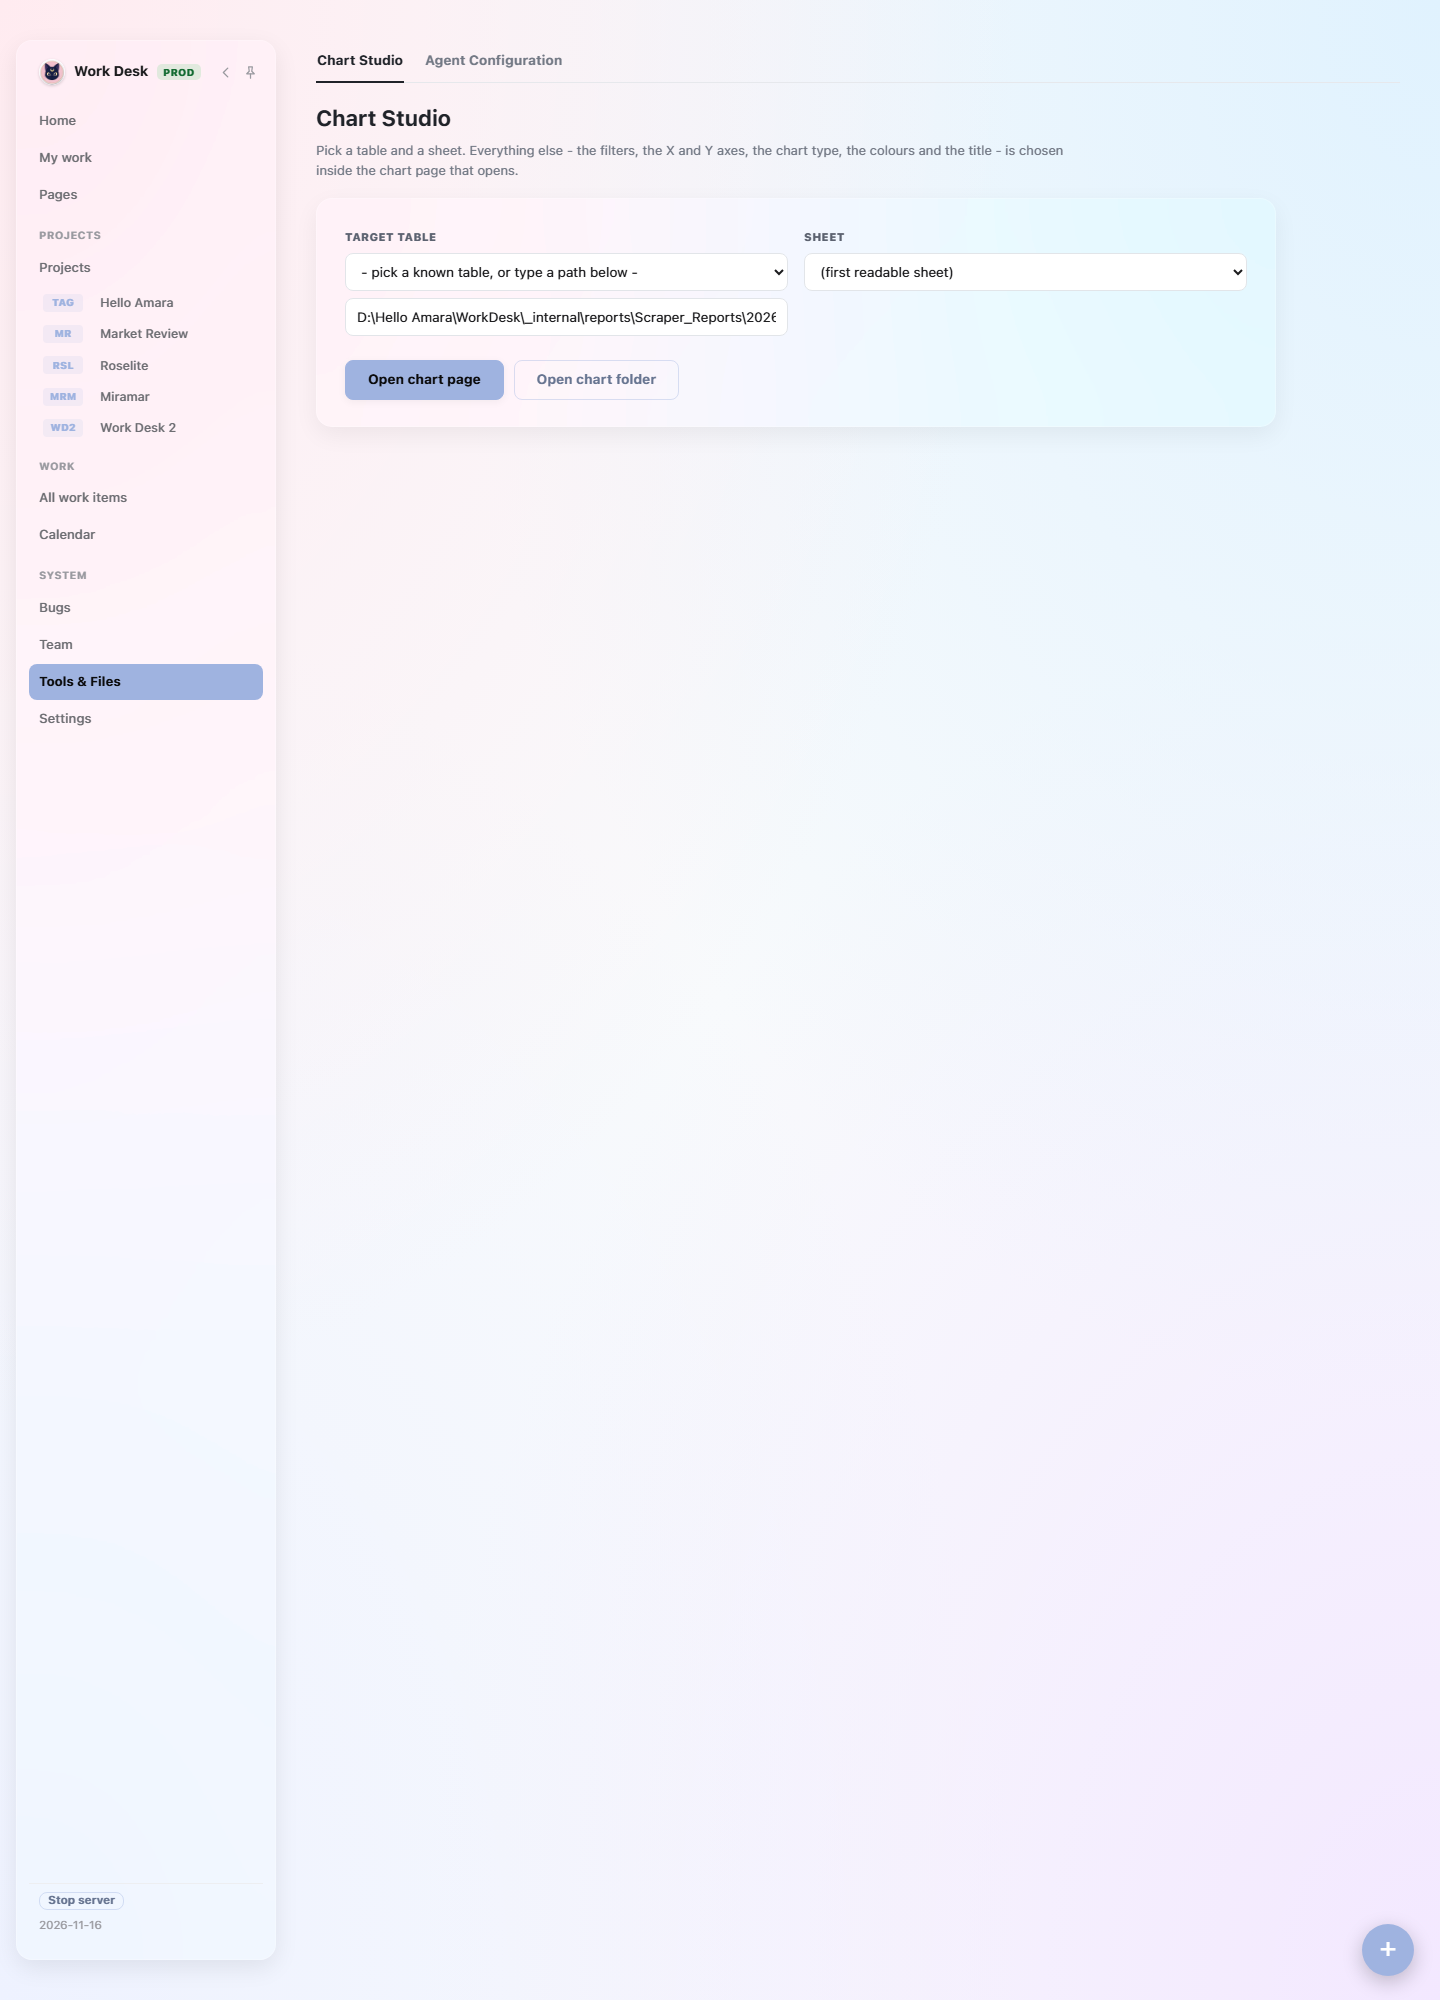 Work Desk PROD
Home
My work
Pages
PROJECTS
Projects
TAG Hello Amara
MR Market Review
RSL Roselite
MRM Miramar
WD2 Work Desk 2
WORK
All work items
Calendar
SYSTEM
Bugs
Team
Tools & Files
Settings
Stop server
2026-11-16
Chart Studio Agent Configuration
Chart Studio
Pick a table and a sheet. Everything else - the filters, the X and Y axes, the chart type, the colours and the title - is chosen
inside the chart page that opens.
TARGET TABLE SHEET
- pick a known table, or type a path below - (first readable sheet)
D:\Hello Amara\WorkDesk\_internal\reports\Scraper_Reports\2026
Open chart page Open chart folder
+